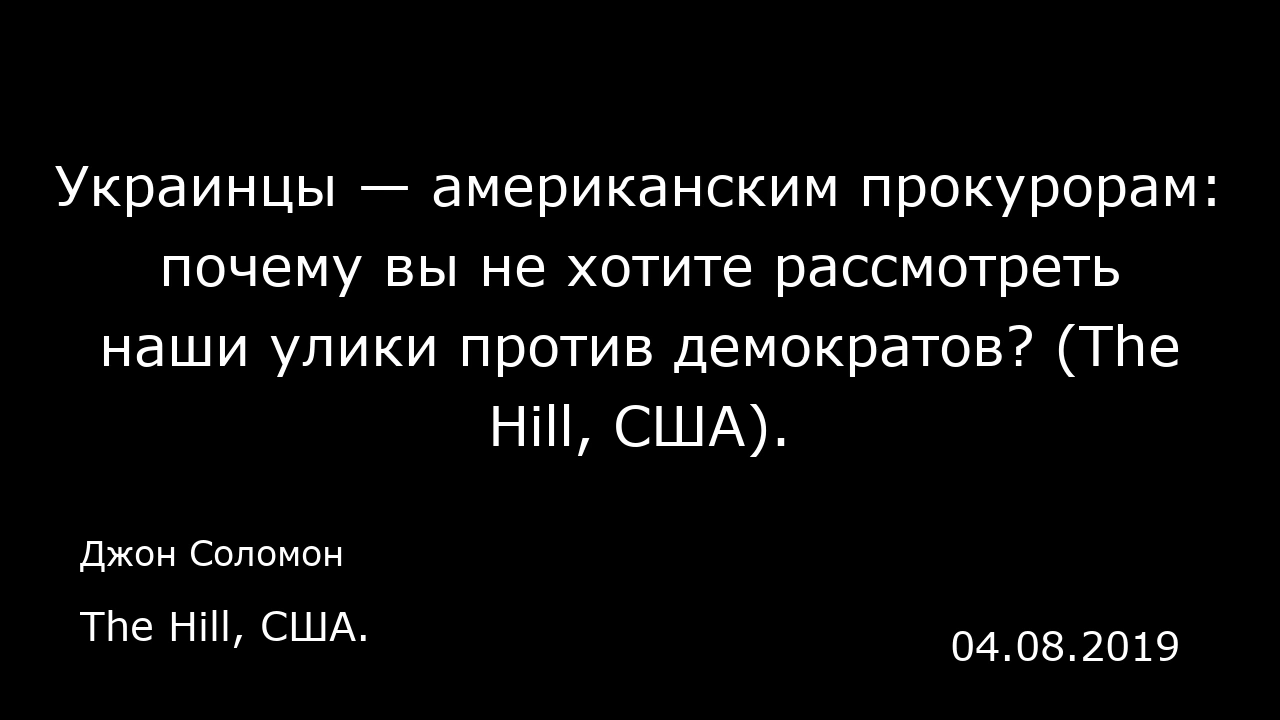 Украинцы — американским прокурорам:
почему вы не хотите рассмотреть
наши улики против демократов? (The
Hill, США).
Джон Соломон
The Hill, США.
04.08.2019